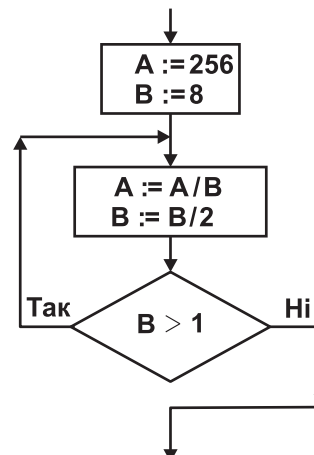 A := 256
B := 8
A := A/B
B := B/2
Так
B > 1
Ні